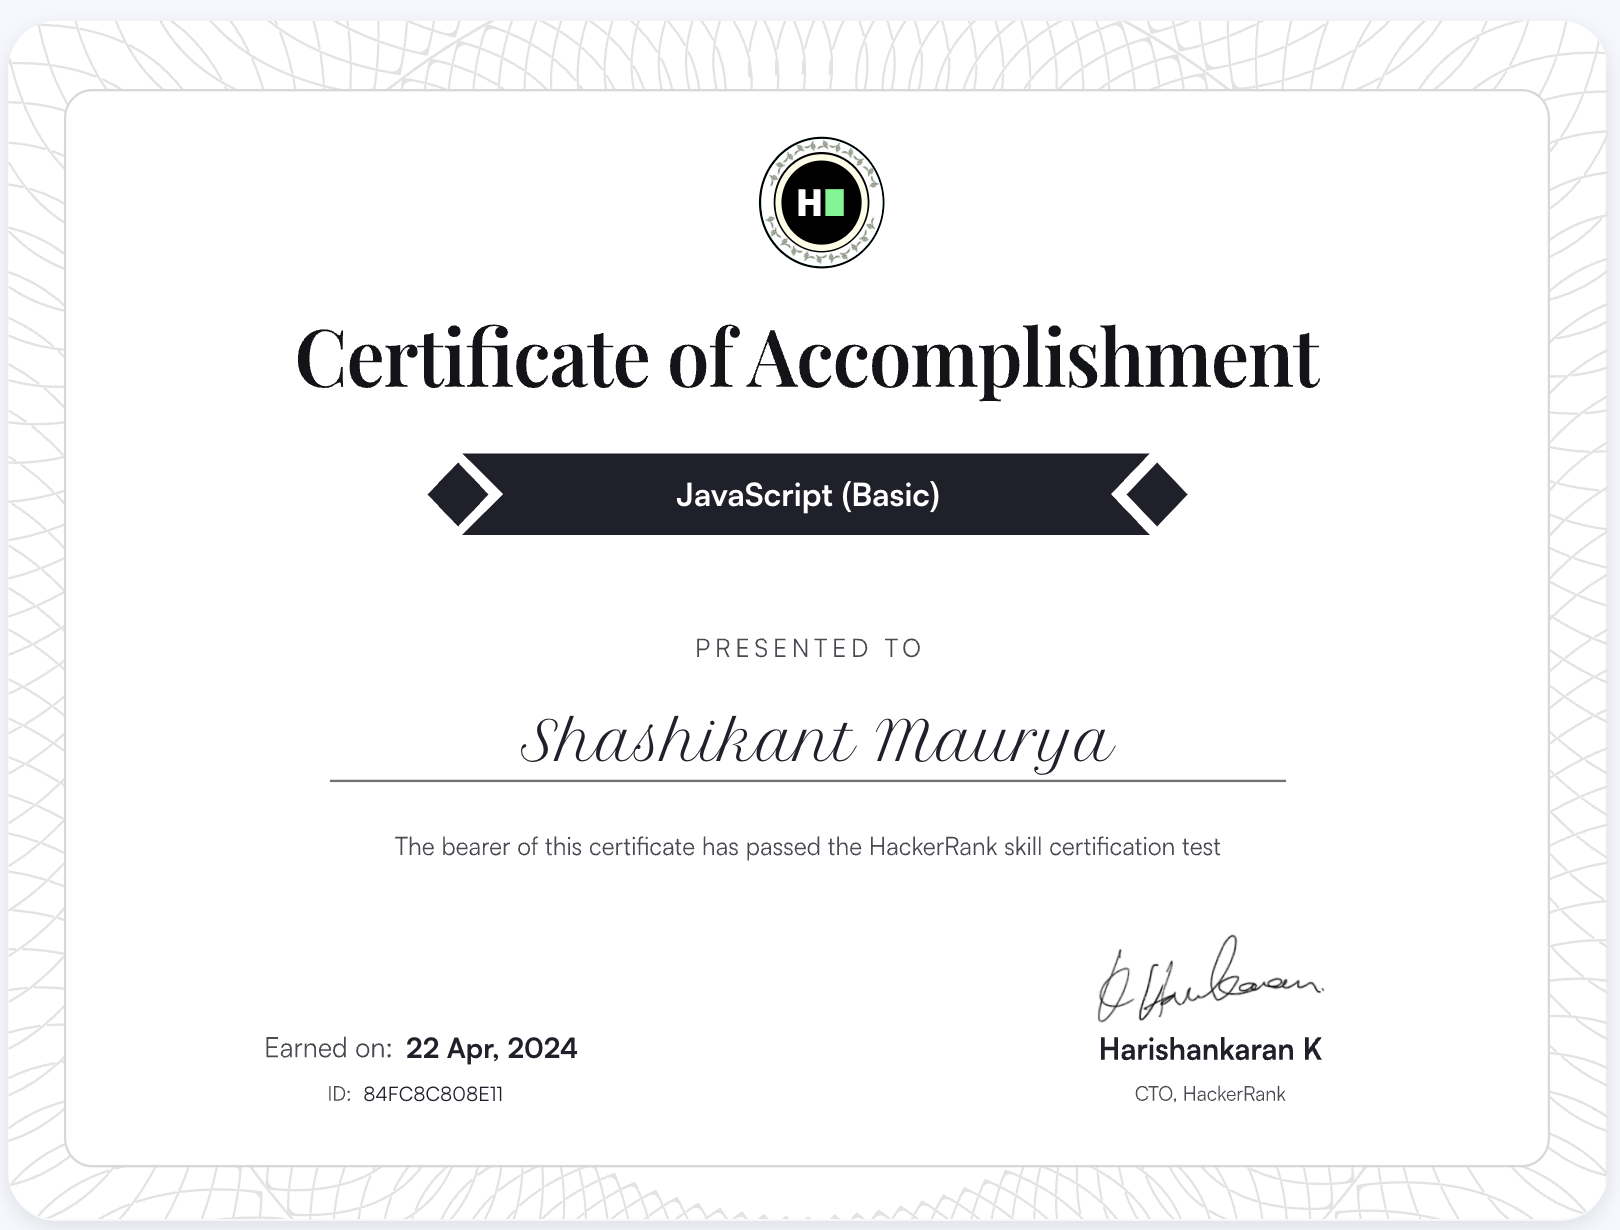 H
Certificate of Accomplishment
JavaScript (Basic)
PRESENTED TO
Shashikant Maurya
The bearer of this certificate has passed the HackerRank skill certification test
Earned on: 22 Apr, 2024
ID: 84FC8C808E11
Harishankaran K
CTO, HackerRank